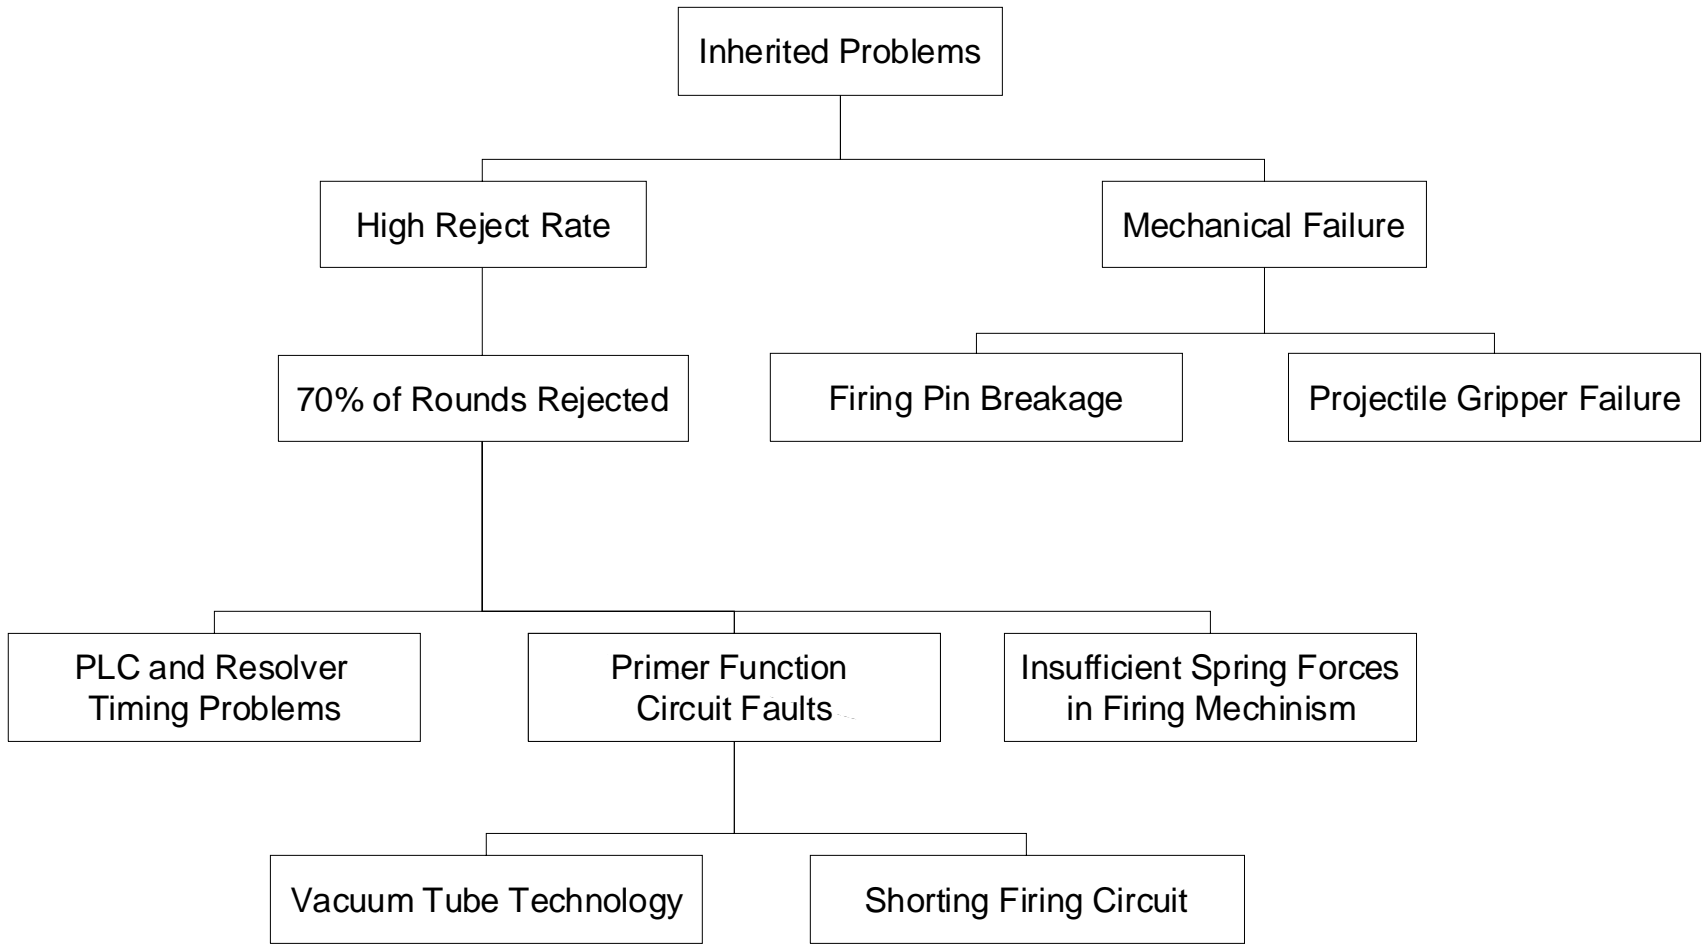 Inherited Problems
High Reject Rate
Mechanical Failure
70% of Rounds Rejected
Firing Pin Breakage
Projectile Gripper Failure
PLC and Resolver
Timing Problems
Primer Function
Circuit Faults
Insufficient Spring Forces
in Firing Mechinism
Vacuum Tube Technology
Shorting Firing Circuit